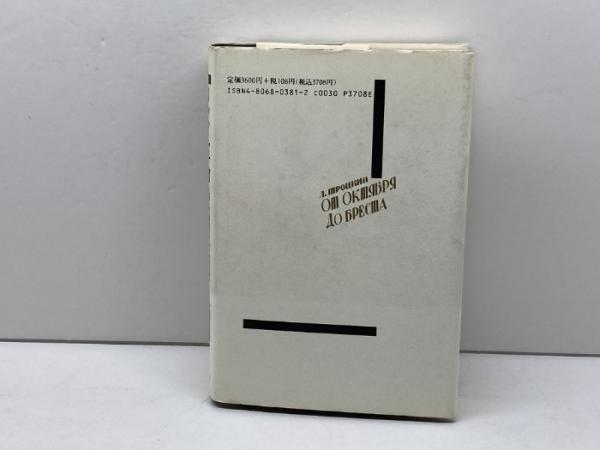 定価3600円+税108円(税込3708円)
ISBN4-8068-0381-2 C0030 P3708E
Л. ТРОЦКИЙ
ОТ ОКТЯБРЯ
ДО БРЕСТА